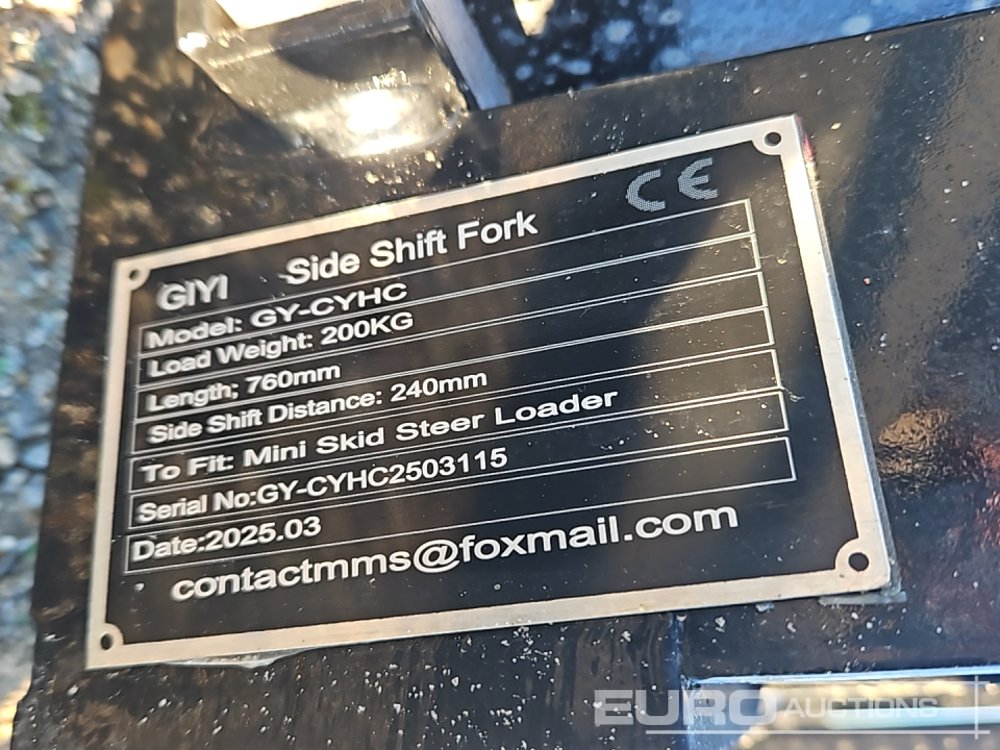 GIYI Side Shift Fork CE
Model: GY-CYHC
Load Weight: 200KG
Length; 760mm
Side Shift Distance: 240mm
To Fit: Mini Skid Steer Loader
Serial No:GY-CYHC2503115
Date:2025.03
contactmms@foxmail.com
EURO AUCTIONS